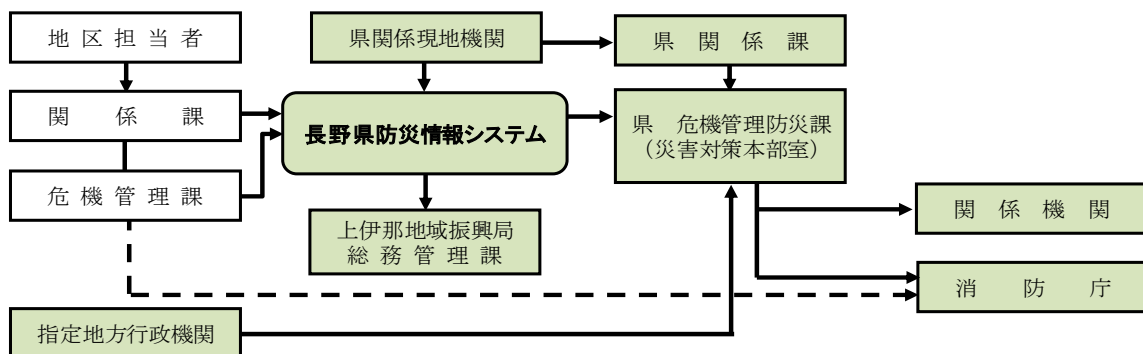 地区担当者
県関係現地機関
県関係課
関係課
長野県防災情報システム
県 危機管理防災課
（災害対策本部室）
危機管理課
関係機関
上伊那地域振興局
総務管理課
消防庁
指定地方行政機関